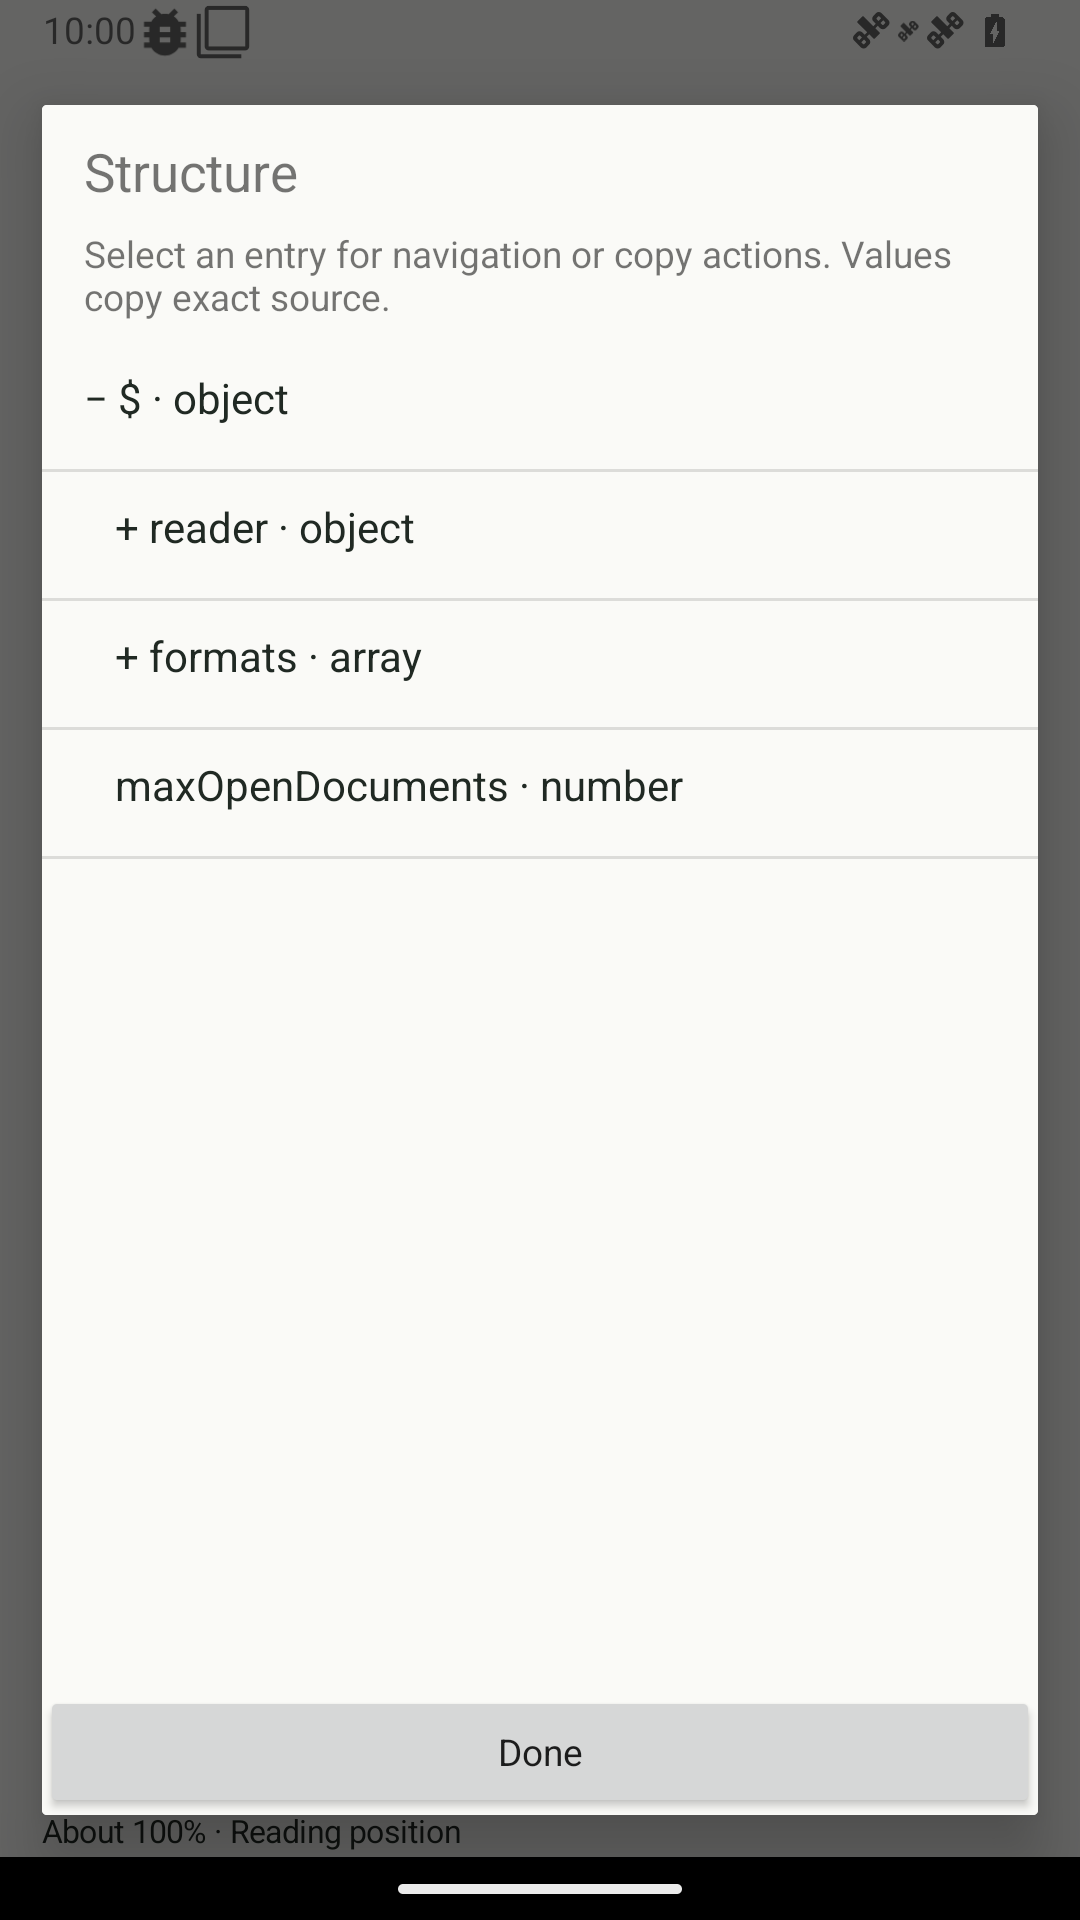 10:00
Structure
Select an entry for navigation or copy actions. Values
copy exact source.
− $ · object
+ reader · object
+ formats · array
maxOpenDocuments · number
Done
About 100% · Reading position